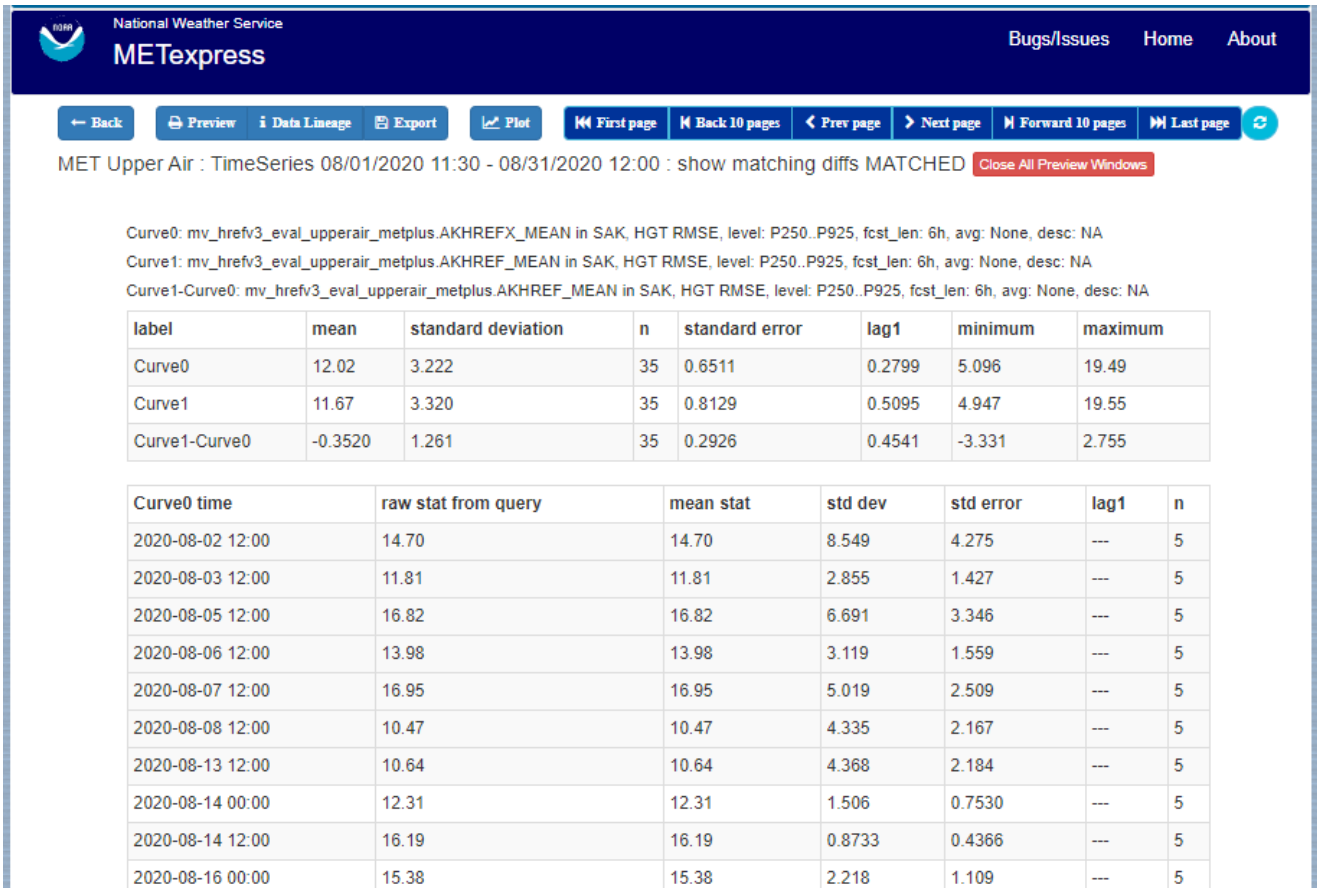 NOAA
National Weather Service
METexpress
Bugs/Issues Home About
← Back Preview i Data Lineage Export Plot First page Back 10 pages Prev page Next page Forward 10 pages Last page
MET Upper Air : TimeSeries 08/01/2020 11:30 - 08/31/2020 12:00 : show matching diffs MATCHED Close All Preview Windows
Curve0: mv_hrefv3_eval_upperair_metplus.AKHREFX_MEAN in SAK, HGT RMSE, level: P250..P925, fcst_len: 6h, avg: None, desc: NA
Curve1: mv_hrefv3_eval_upperair_metplus.AKHREF_MEAN in SAK, HGT RMSE, level: P250..P925, fcst_len: 6h, avg: None, desc: NA
Curve1-Curve0: mv_hrefv3_eval_upperair_metplus.AKHREF_MEAN in SAK, HGT RMSE, level: P250..P925, fcst_len: 6h, avg: None, desc: NA
label mean standard deviation n standard error lag1 minimum maximum
Curve0 12.02 3.222 35 0.6511 0.2799 5.096 19.49
Curve1 11.67 3.320 35 0.8129 0.5095 4.947 19.55
Curve1-Curve0 -0.3520 1.261 35 0.2926 0.4541 -3.331 2.755
Curve0 time raw stat from query mean stat std dev std error lag1 n
2020-08-02 12:00 14.70 14.70 8.549 4.275 --- 5
2020-08-03 12:00 11.81 11.81 2.855 1.427 --- 5
2020-08-05 12:00 16.82 16.82 6.691 3.346 --- 5
2020-08-06 12:00 13.98 13.98 3.119 1.559 --- 5
2020-08-07 12:00 16.95 16.95 5.019 2.509 --- 5
2020-08-08 12:00 10.47 10.47 4.335 2.167 --- 5
2020-08-13 12:00 10.64 10.64 4.368 2.184 --- 5
2020-08-14 00:00 12.31 12.31 1.506 0.7530 --- 5
2020-08-14 12:00 16.19 16.19 0.8733 0.4366 --- 5
2020-08-16 00:00 15.38 15.38 2.218 1.109 --- 5